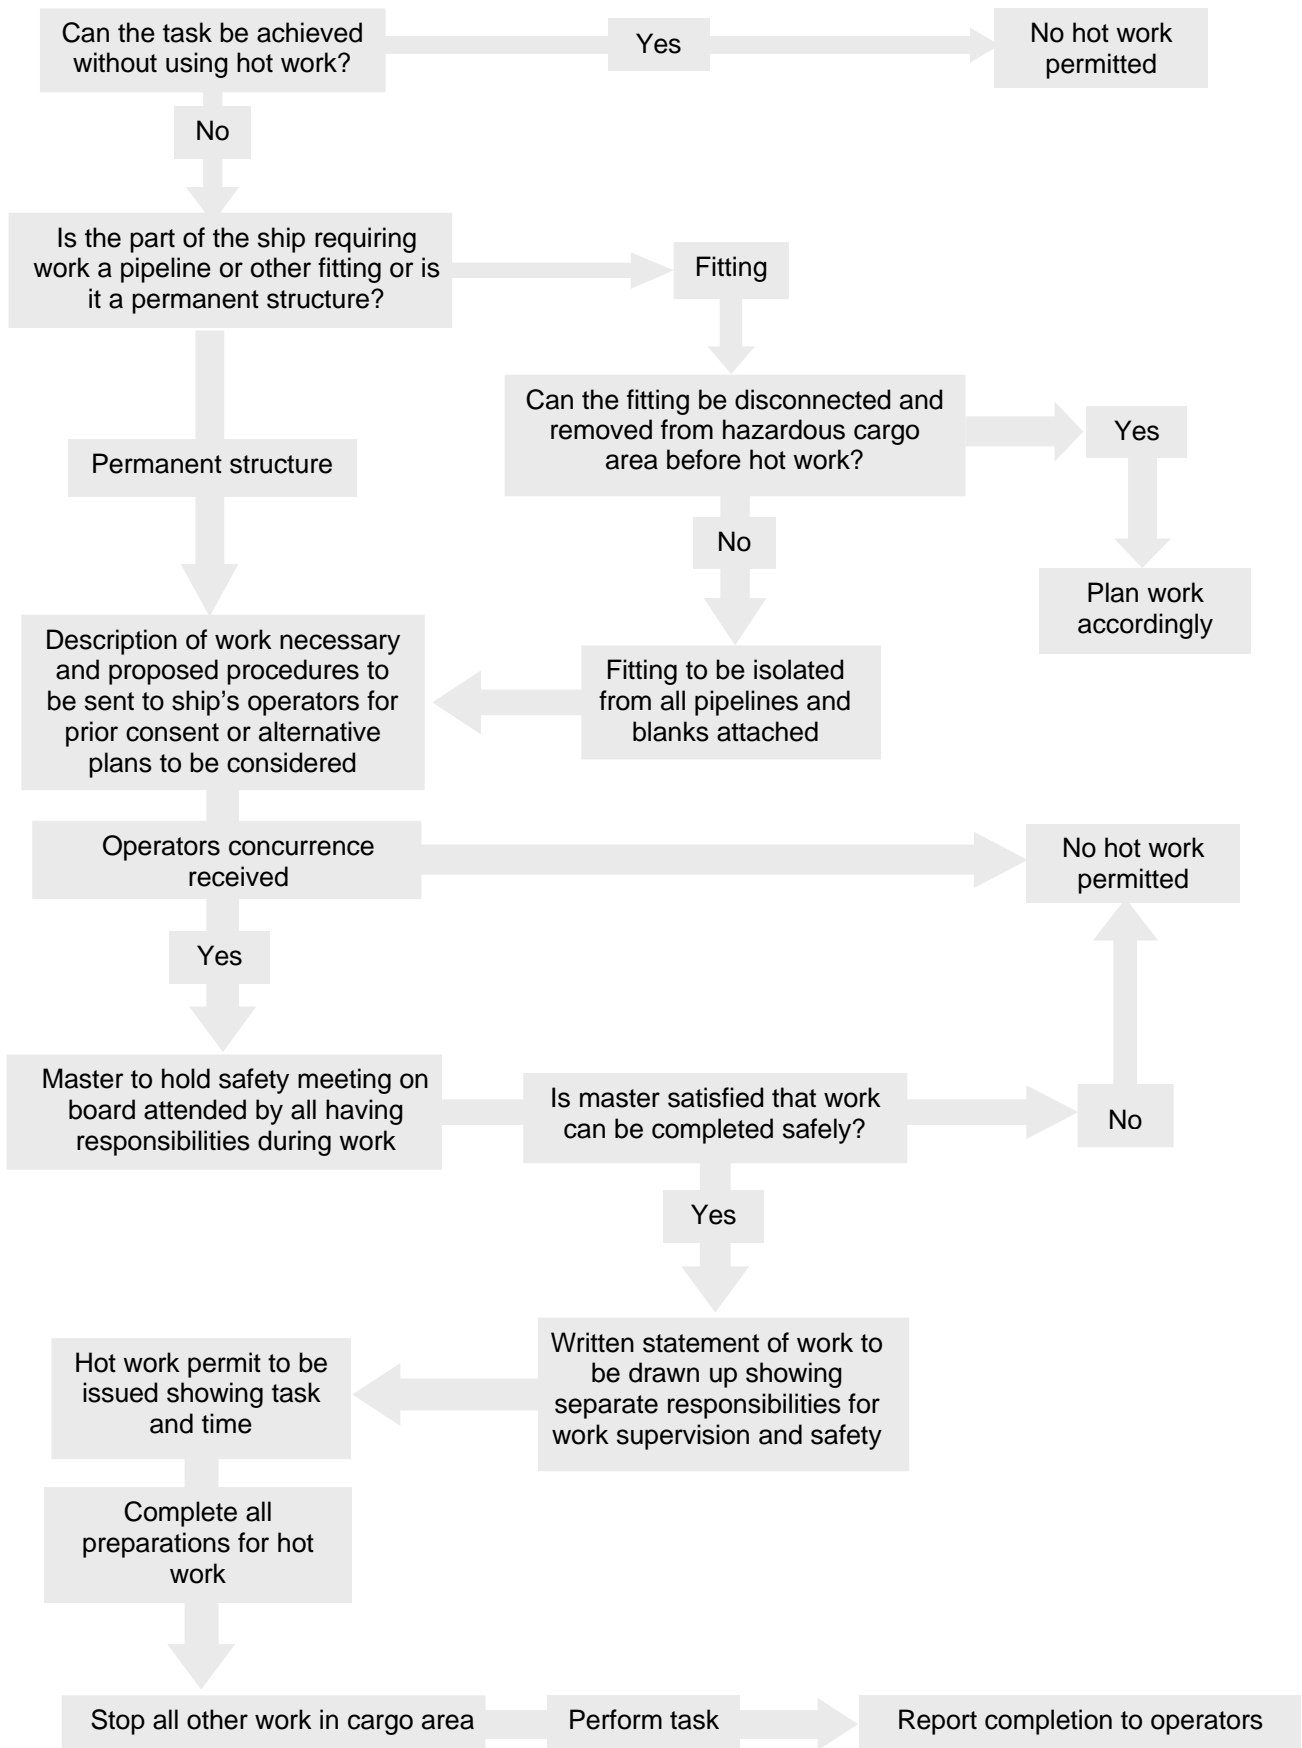 Can the task be achieved
without using hot work?
Yes
No hot work
permitted
No
Is the part of the ship requiring
work a pipeline or other fitting or is
it a permanent structure?
Fitting
Can the fitting be disconnected and
removed from hazardous cargo
area before hot work?
Yes
Permanent structure
No
Plan work
accordingly
Description of work necessary
and proposed procedures to
be sent to ship's operators for
prior consent or alternative
plans to be considered
Fitting to be isolated
from all pipelines and
blanks attached
Operators concurrence
received
No hot work
permitted
Yes
Master to hold safety meeting on
board attended by all having
responsibilities during work
Is master satisfied that work
can be completed safely?
No
Yes
Written statement of work to
be drawn up showing
separate responsibilities for
work supervision and safety
Hot work permit to be
issued showing task
and time
Complete all
preparations for hot
work
Stop all other work in cargo area
Perform task
Report completion to operators